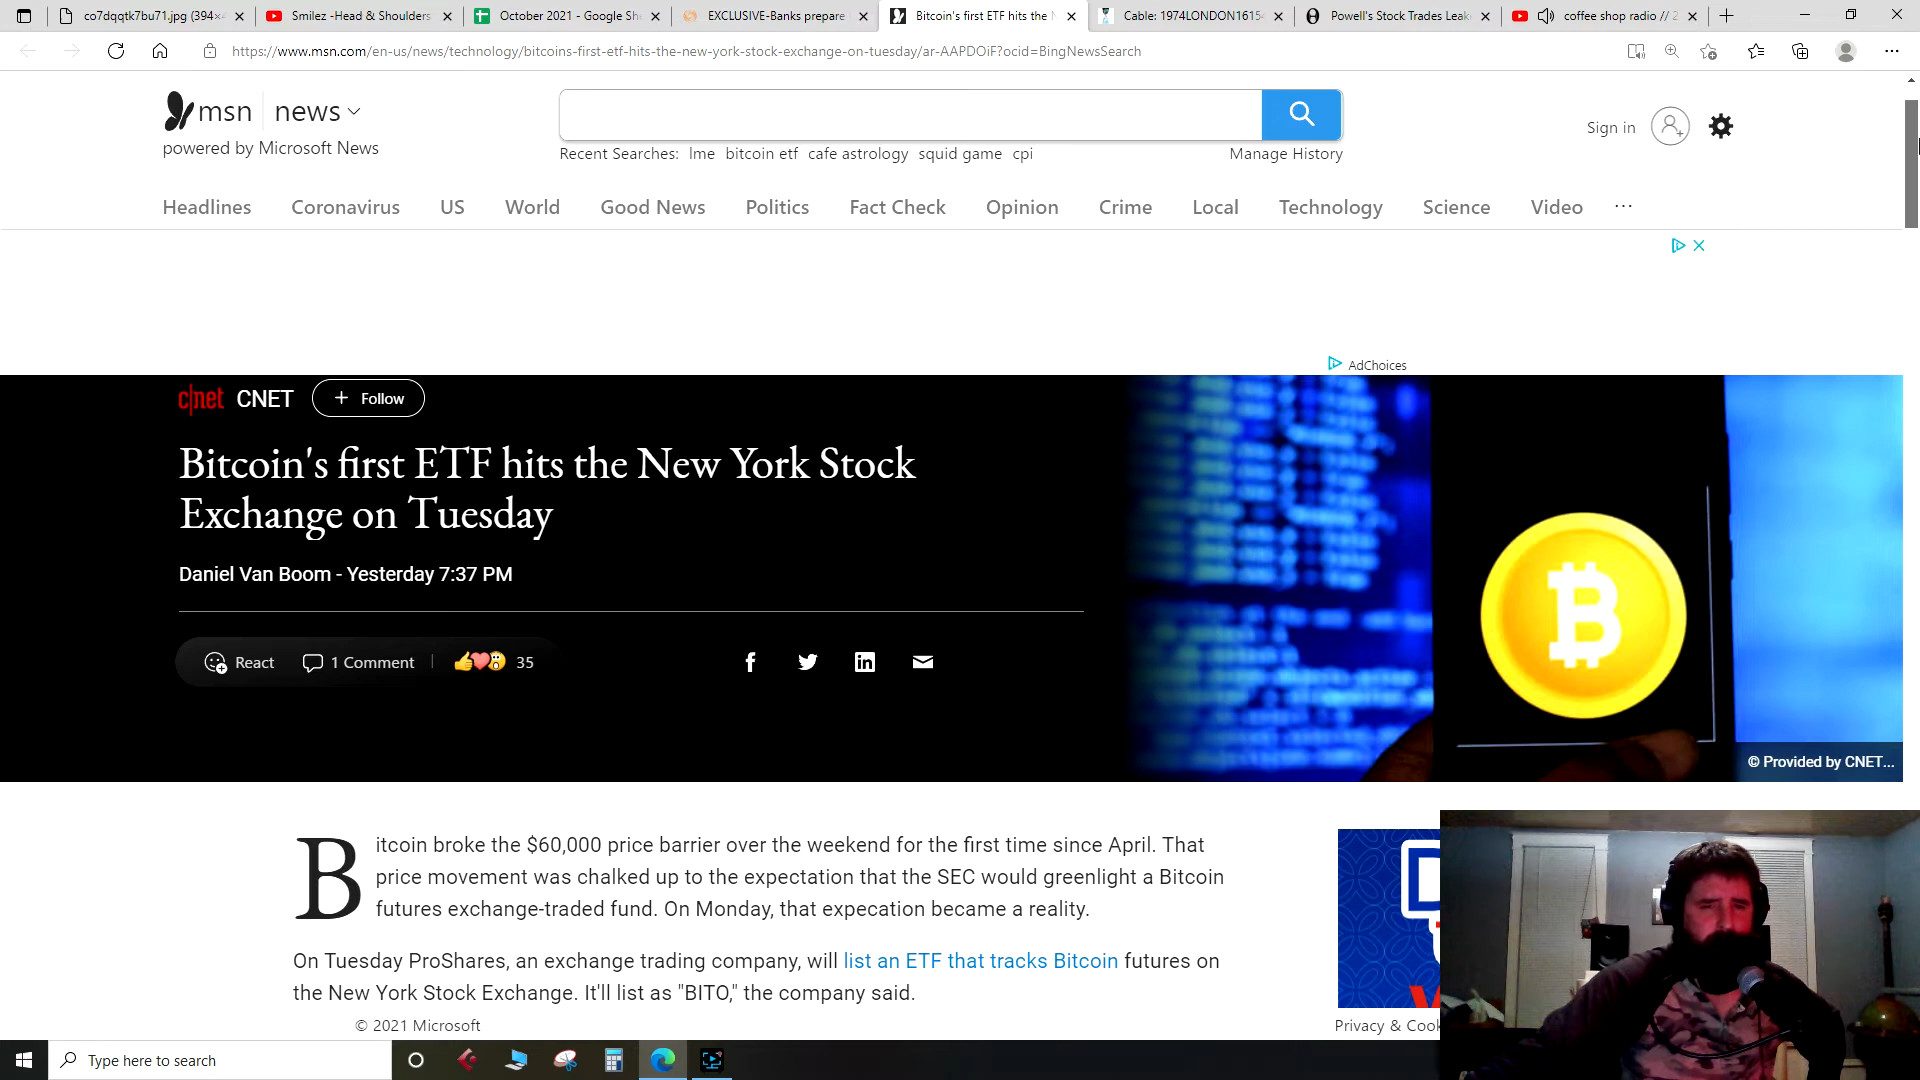 co7dqqtk7bu71.jpg (394×4
Smilez -Head & Shoulders
October 2021 - Google Sh
EXCLUSIVE-Banks prepare
Bitcoin's first ETF hits the N
Cable: 1974LONDON16154
Powell's Stock Trades Leak
coffee shop radio // 2
https://www.msn.com/en-us/news/technology/bitcoins-first-etf-hits-the-new-york-stock-exchange-on-tuesday/ar-AAPDOiF?ocid=BingNewsSearch
msn news
powered by Microsoft News
Recent Searches: lme bitcoin etf cafe astrology squid game cpi
Manage History
Sign in
Headlines Coronavirus US World Good News Politics Fact Check Opinion Crime Local Technology Science Video ...
AdChoices
c|net CNET + Follow
Bitcoin's first ETF hits the New York Stock
Exchange on Tuesday
Daniel Van Boom - Yesterday 7:37 PM
React 1 Comment 35
© Provided by CNET...
Bitcoin broke the $60,000 price barrier over the weekend for the first time since April. That
price movement was chalked up to the expectation that the SEC would greenlight a Bitcoin
futures exchange-traded fund. On Monday, that expecation became a reality.
On Tuesday ProShares, an exchange trading company, will list an ETF that tracks Bitcoin futures on
the New York Stock Exchange. It'll list as "BITO," the company said.
© 2021 Microsoft
Privacy & Cook
Type here to search